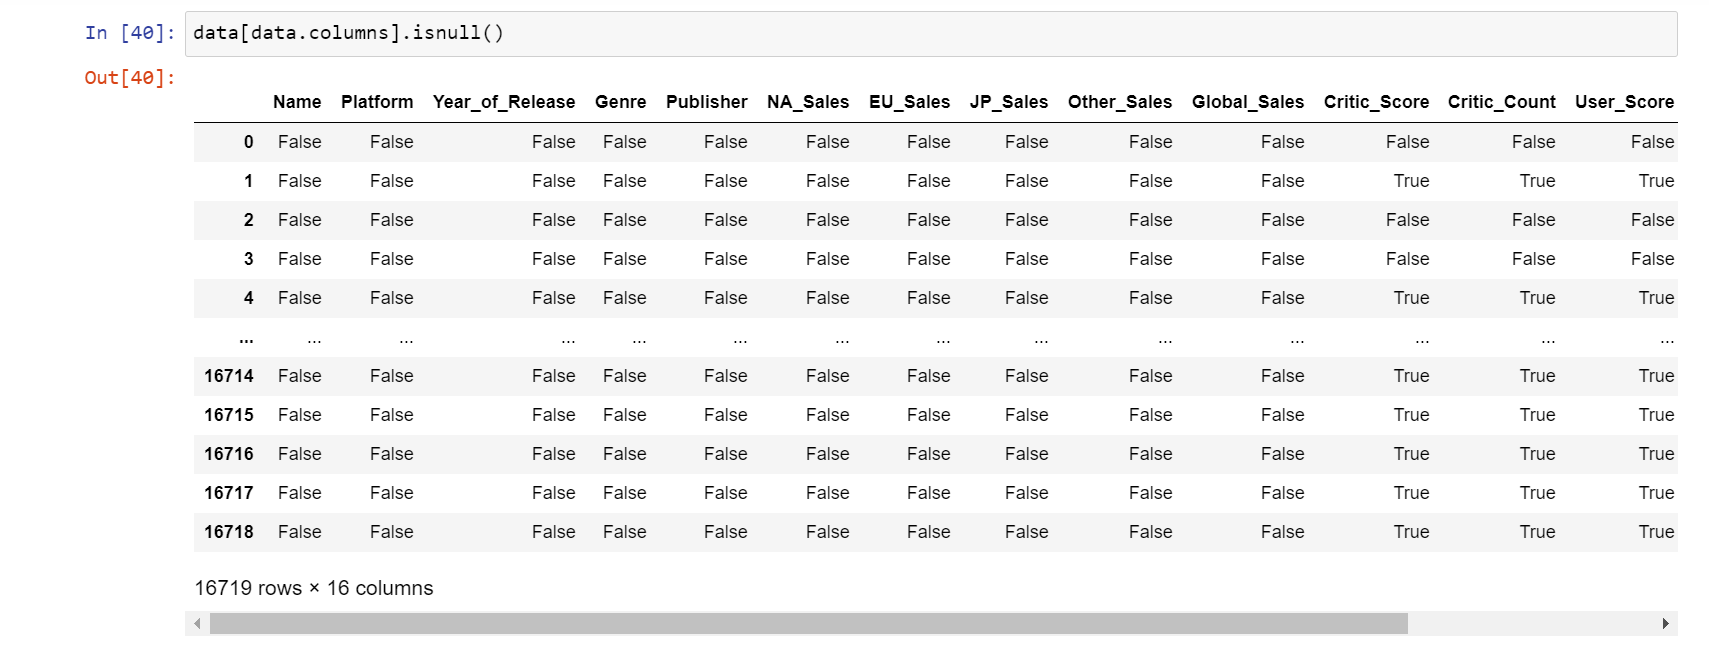 In [40]: data[data.columns].isnull()
Out[40]:
Name Platform Year_of_Release Genre Publisher NA_Sales EU_Sales JP_Sales Other_Sales Global_Sales Critic_Score Critic_Count User_Score
0 False False False False False False False False False False False False False
1 False False False False False False False False False False True True True
2 False False False False False False False False False False False False False
3 False False False False False False False False False False False False False
4 False False False False False False False False False False True True True
... ... ... ... ... ... ... ... ... ... ... ... ... ...
16714 False False False False False False False False False False True True True
16715 False False False False False False False False False False True True True
16716 False False False False False False False False False False True True True
16717 False False False False False False False False False False True True True
16718 False False False False False False False False False False True True True
16719 rows × 16 columns